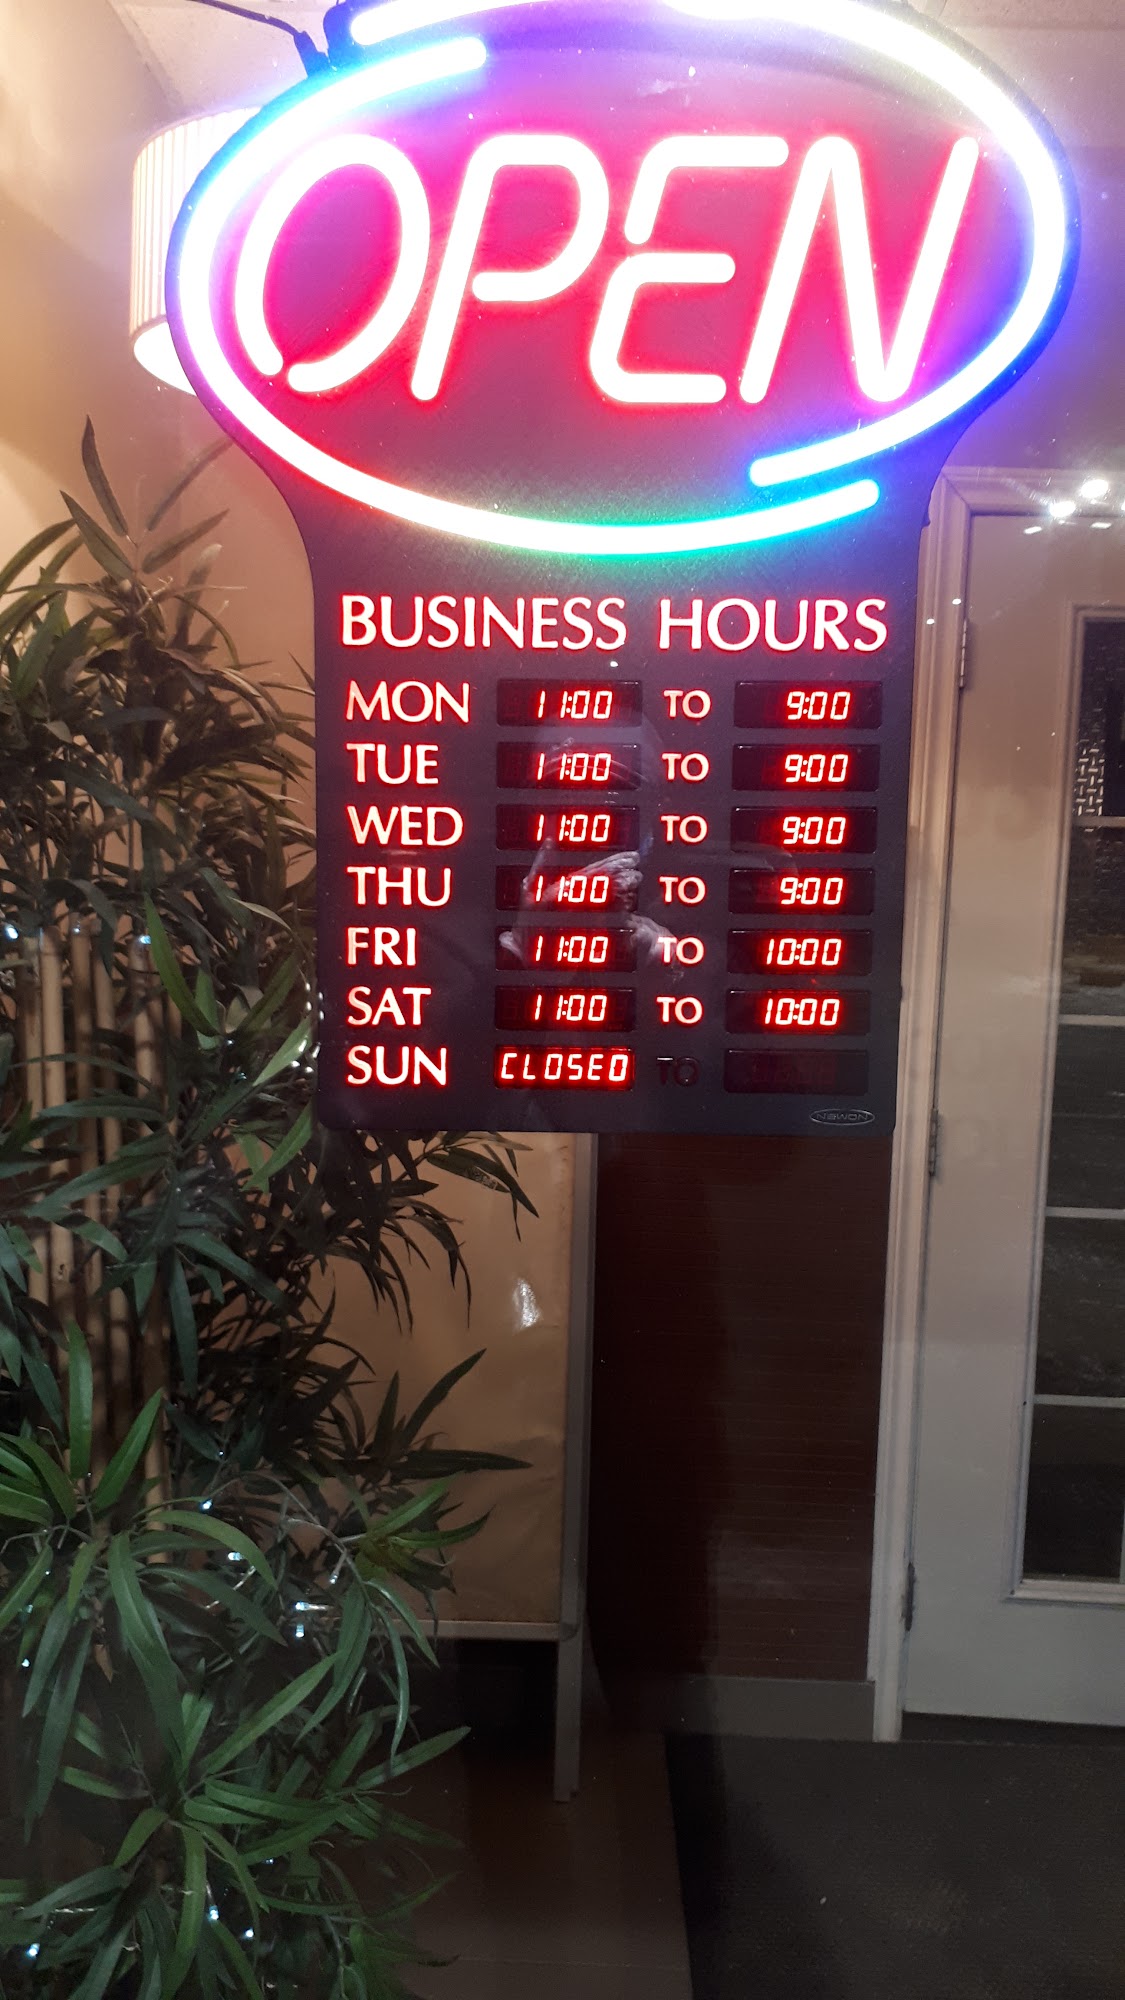 OPEN
BUSINESS HOURS
MON 11:00 TO 9:00
TUE 11:00 TO 9:00
WED 11:00 TO 9:00
THU 11:00 TO 9:00
FRI 11:00 TO 10:00
SAT 11:00 TO 10:00
SUN CLOSED TO
NEWON